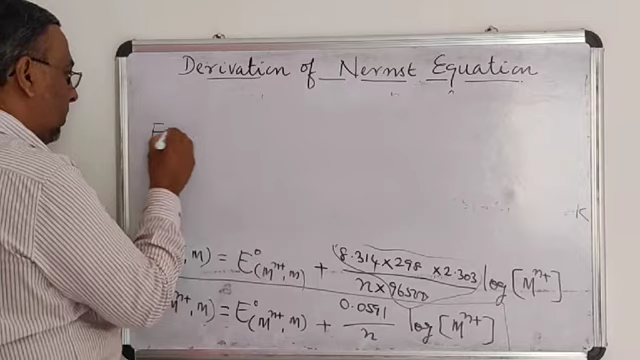 Derivation of Nernst Equation
E
, M) = E°(Mⁿ⁺, M) + 8.314×298 ×2.303 / n×96500 log [Mⁿ⁺]
Mⁿ⁺, M) = E°(Mⁿ⁺, M) + 0.0591 / n log [Mⁿ⁺]